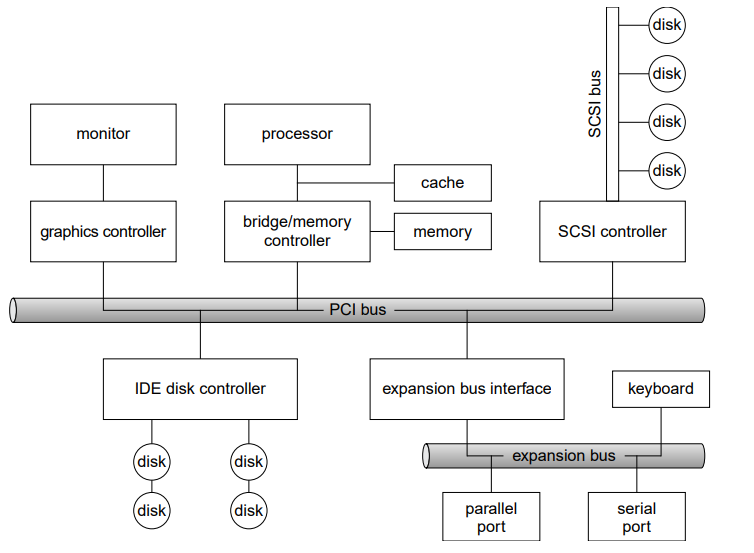 disk
disk
disk
disk
SCSI bus
monitor
processor
cache
graphics controller
bridge/memory
controller
memory
SCSI controller
PCI bus
IDE disk controller
expansion bus interface
keyboard
disk
disk
expansion bus
disk
disk
parallel
port
serial
port